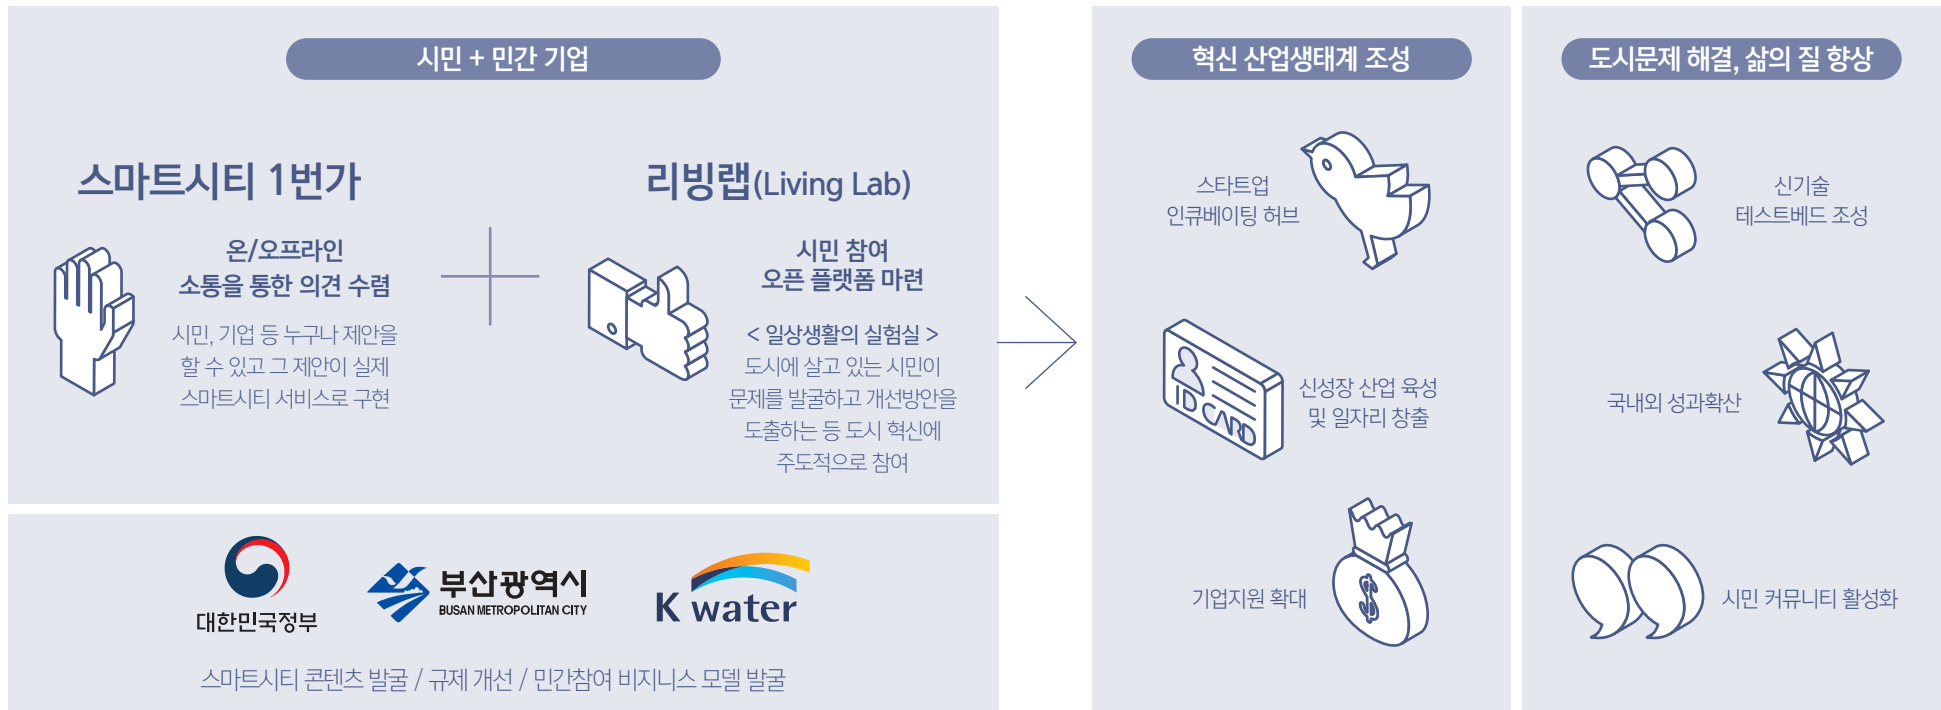 시민 + 민간 기업
스마트시티 1번가
온/오프라인
소통을 통한 의견 수렴
시민, 기업 등 누구나 제안을
할 수 있고 그 제안이 실제
스마트시티 서비스로 구현
리빙랩(Living Lab)
시민 참여
오픈 플랫폼 마련
< 일상생활의 실험실 >
도시에 살고 있는 시민이
문제를 발굴하고 개선방안을
도출하는 등 도시 혁신에
주도적으로 참여
대한민국정부
부산광역시
BUSAN METROPOLITAN CITY
K water
스마트시티 콘텐츠 발굴 / 규제 개선 / 민간참여 비지니스 모델 발굴
혁신 산업생태계 조성
스타트업
인큐베이팅 허브
ID CARD
신성장 산업 육성
및 일자리 창출
$
기업지원 확대
도시문제 해결, 삶의 질 향상
신기술
테스트베드 조성
국내외 성과확산
시민 커뮤니티 활성화